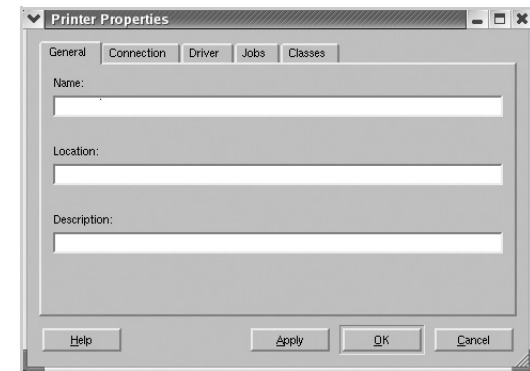 Printer Properties
General Connection Driver Jobs Classes
Name:
Location:
Description:
Help Apply OK Cancel